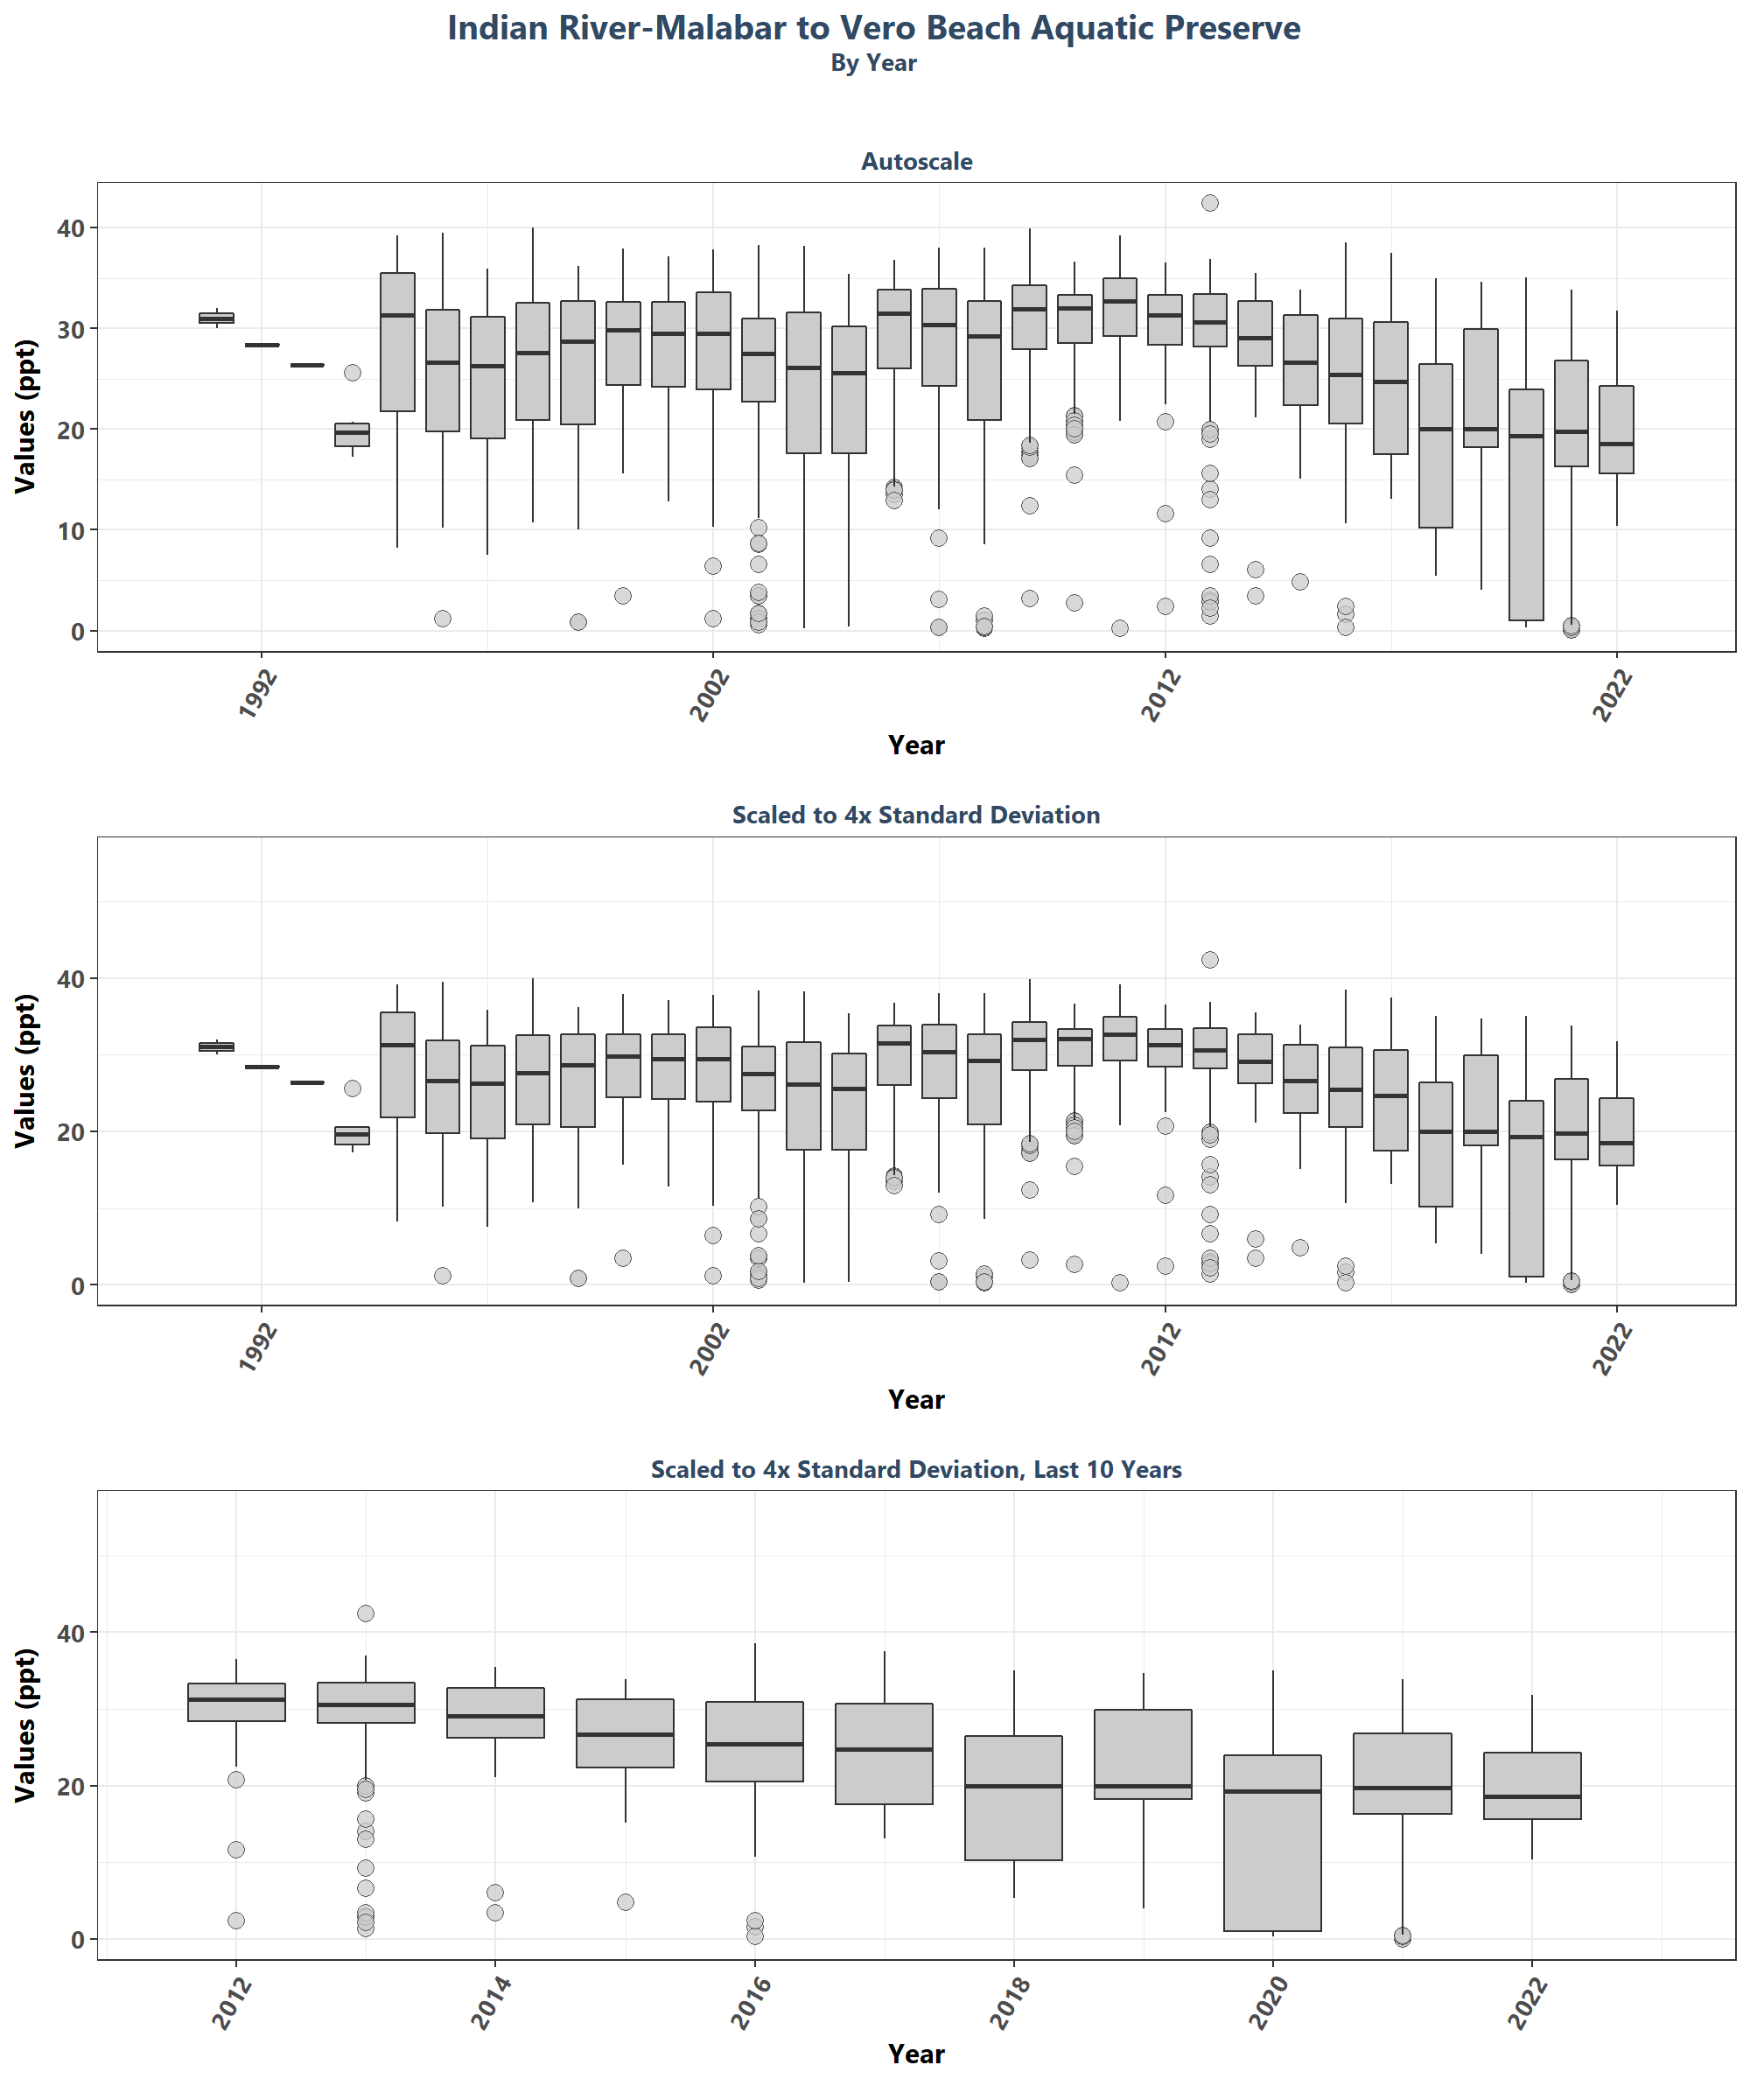 Indian River-Malabar to Vero Beach Aquatic Preserve
By Year
Autoscale
Values (ppt)
40
30
20
10
0
1992
2002
2012
2022
Year
Scaled to 4x Standard Deviation
Values (ppt)
40
20
0
1992
2002
2012
2022
Year
Scaled to 4x Standard Deviation, Last 10 Years
Values (ppt)
40
20
0
2012
2014
2016
2018
2020
2022
Year